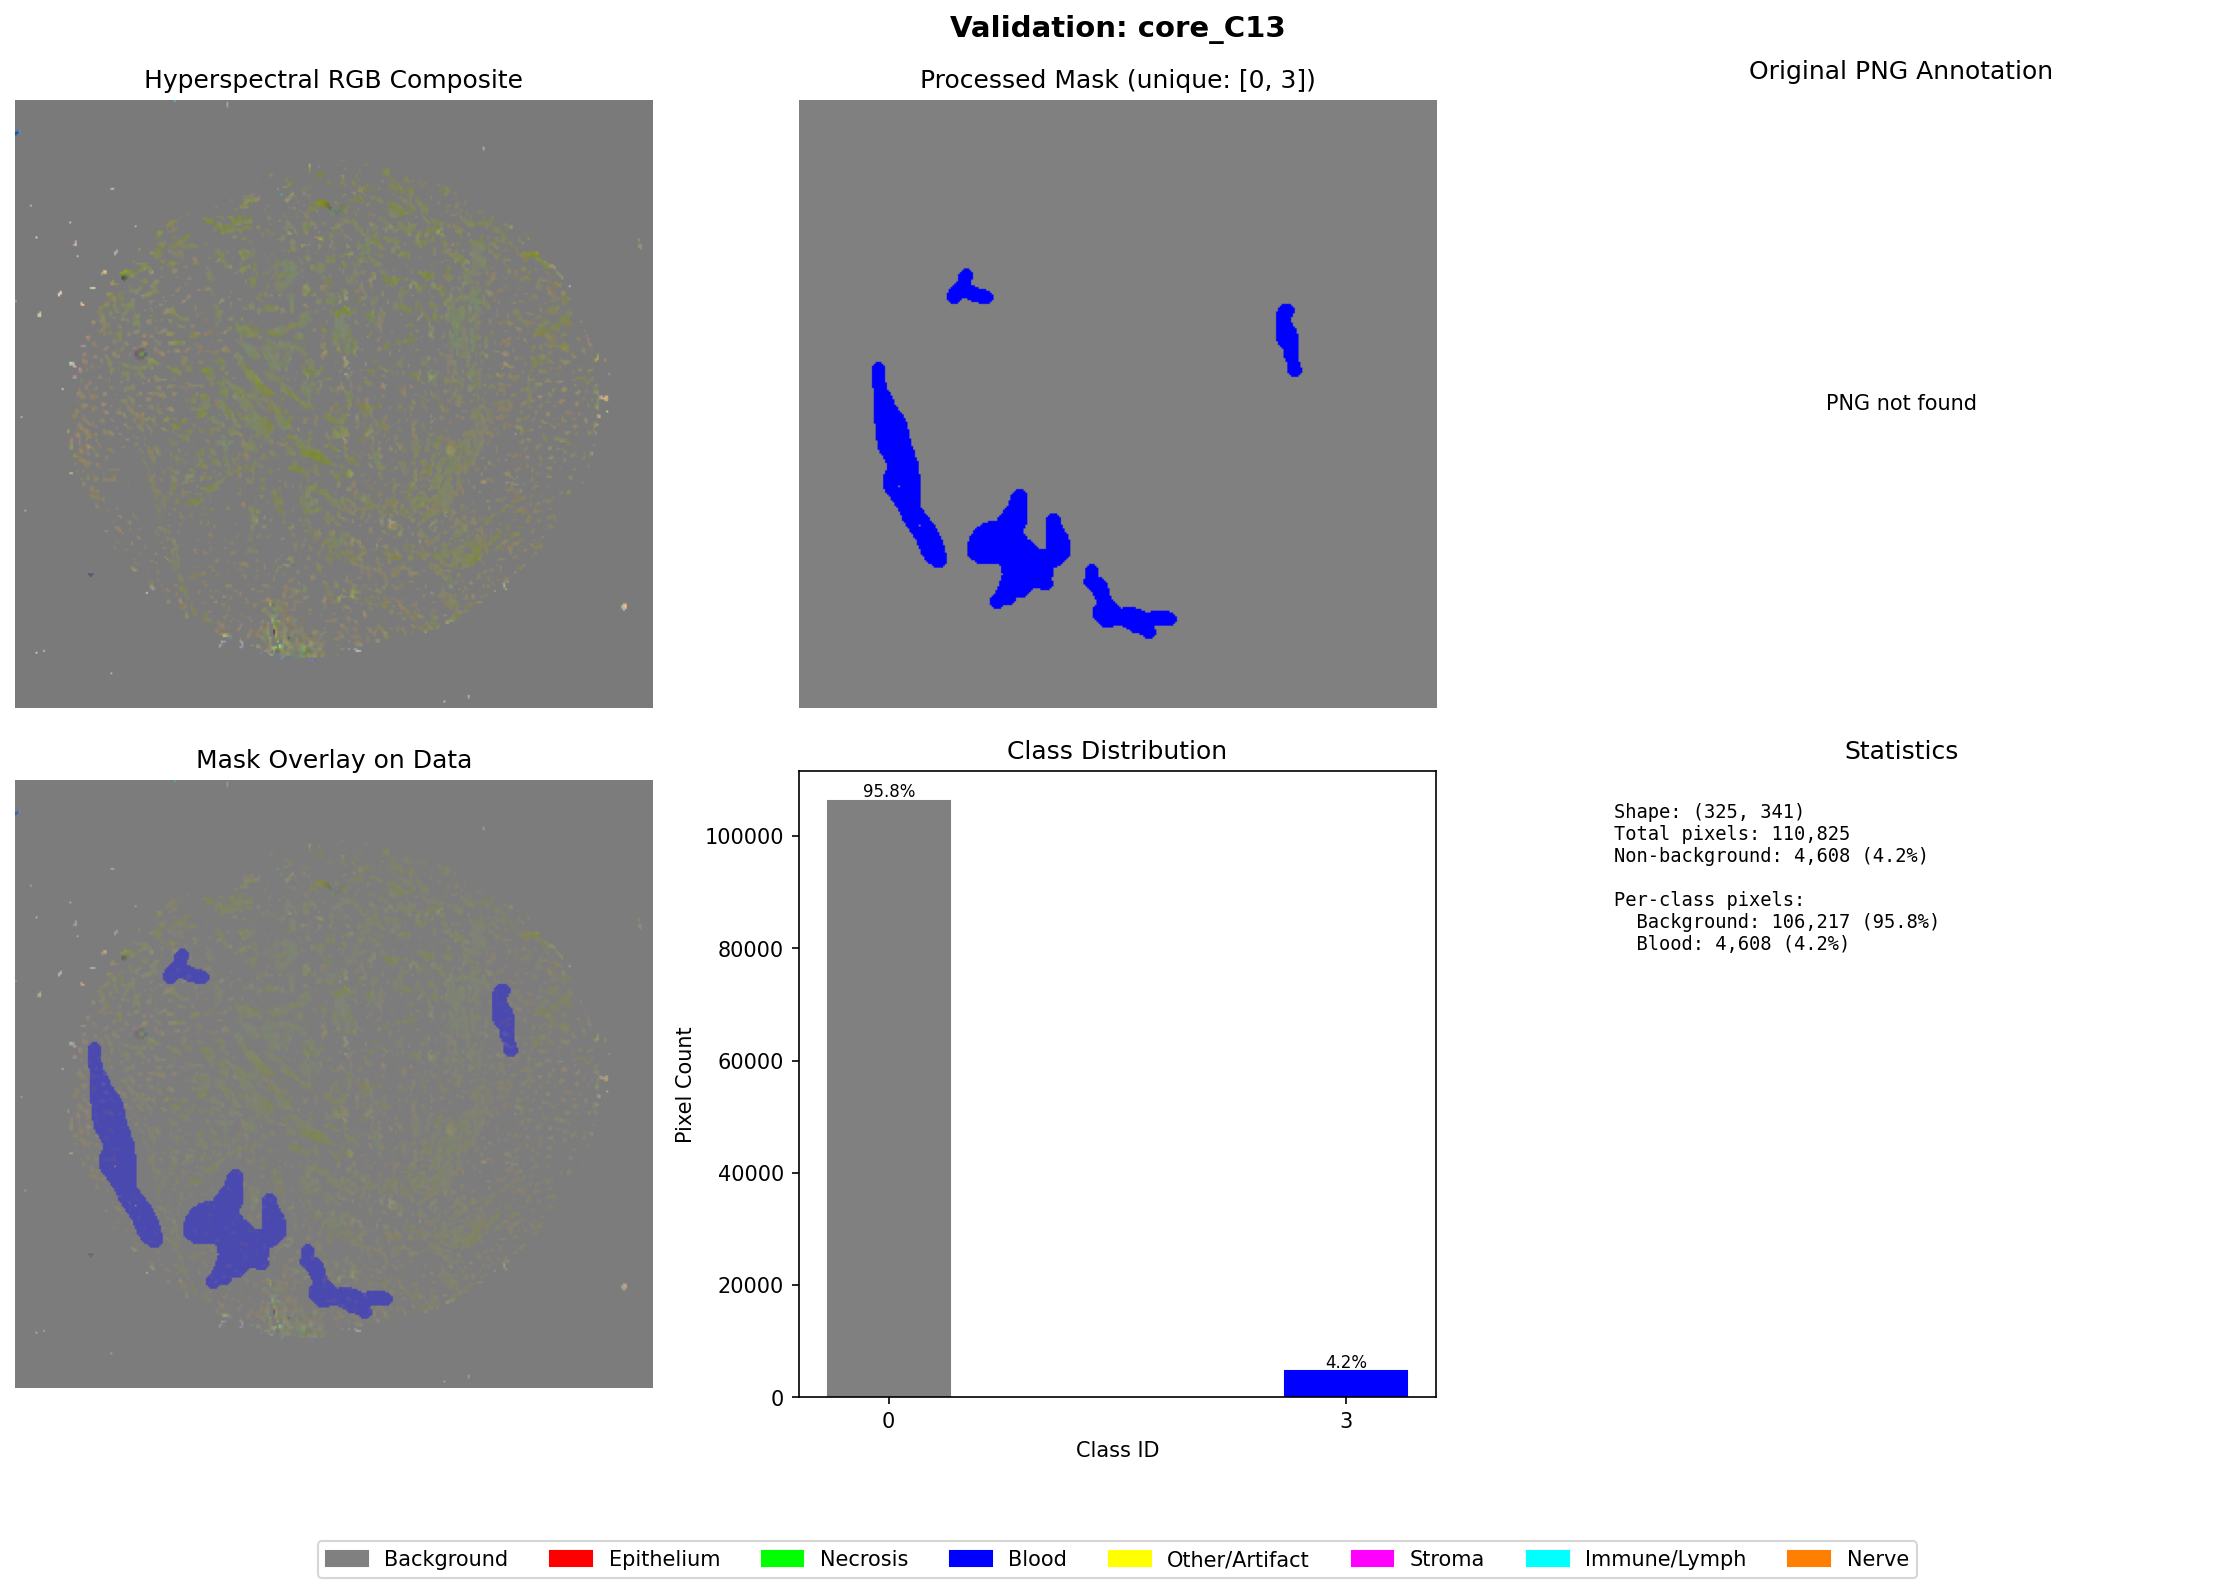 Validation: core_C13
Hyperspectral RGB Composite
Processed Mask (unique: [0, 3])
Original PNG Annotation
PNG not found
Mask Overlay on Data
Class Distribution
95.8%
4.2%
100000
80000
60000
40000
20000
0
Pixel Count
0
3
Class ID
Statistics
Shape: (325, 341)
Total pixels: 110,825
Non-background: 4,608 (4.2%)
Per-class pixels:
Background: 106,217 (95.8%)
Blood: 4,608 (4.2%)
Background
Epithelium
Necrosis
Blood
Other/Artifact
Stroma
Immune/Lymph
Nerve